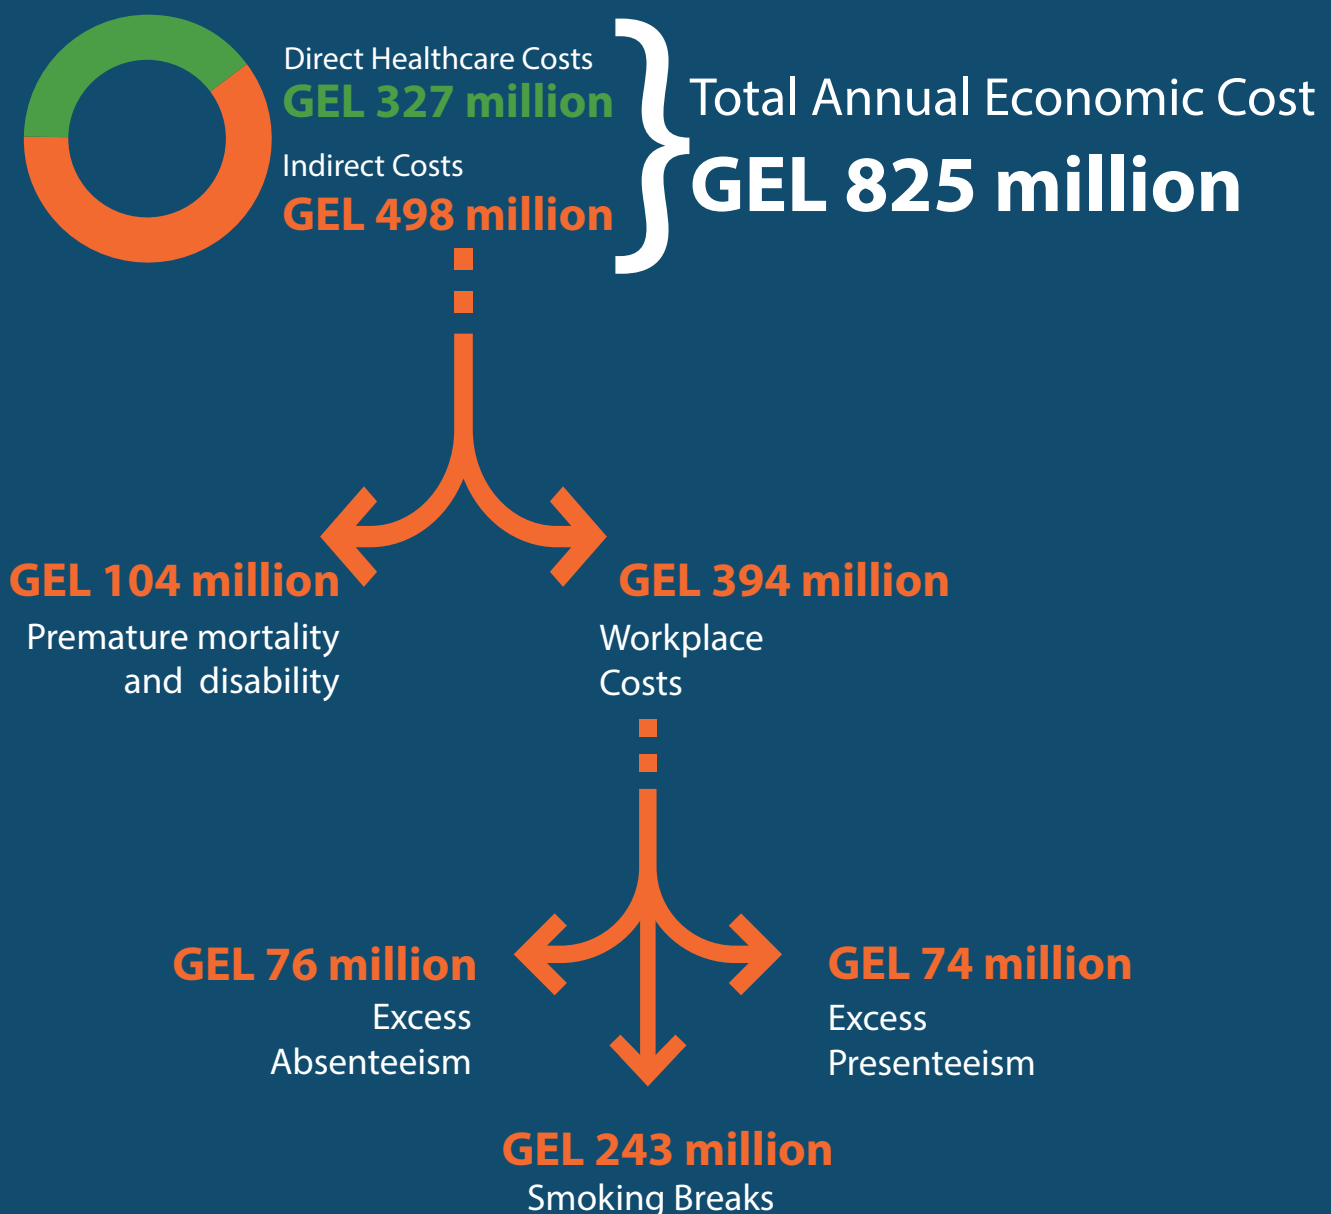 Direct Healthcare Costs
GEL 327 million
Indirect Costs
GEL 498 million
Total Annual Economic Cost
GEL 825 million
GEL 104 million
Premature mortality
and disability
GEL 394 million
Workplace
Costs
GEL 76 million
Excess
Absenteeism
GEL 74 million
Excess
Presenteeism
GEL 243 million
Smoking Breaks